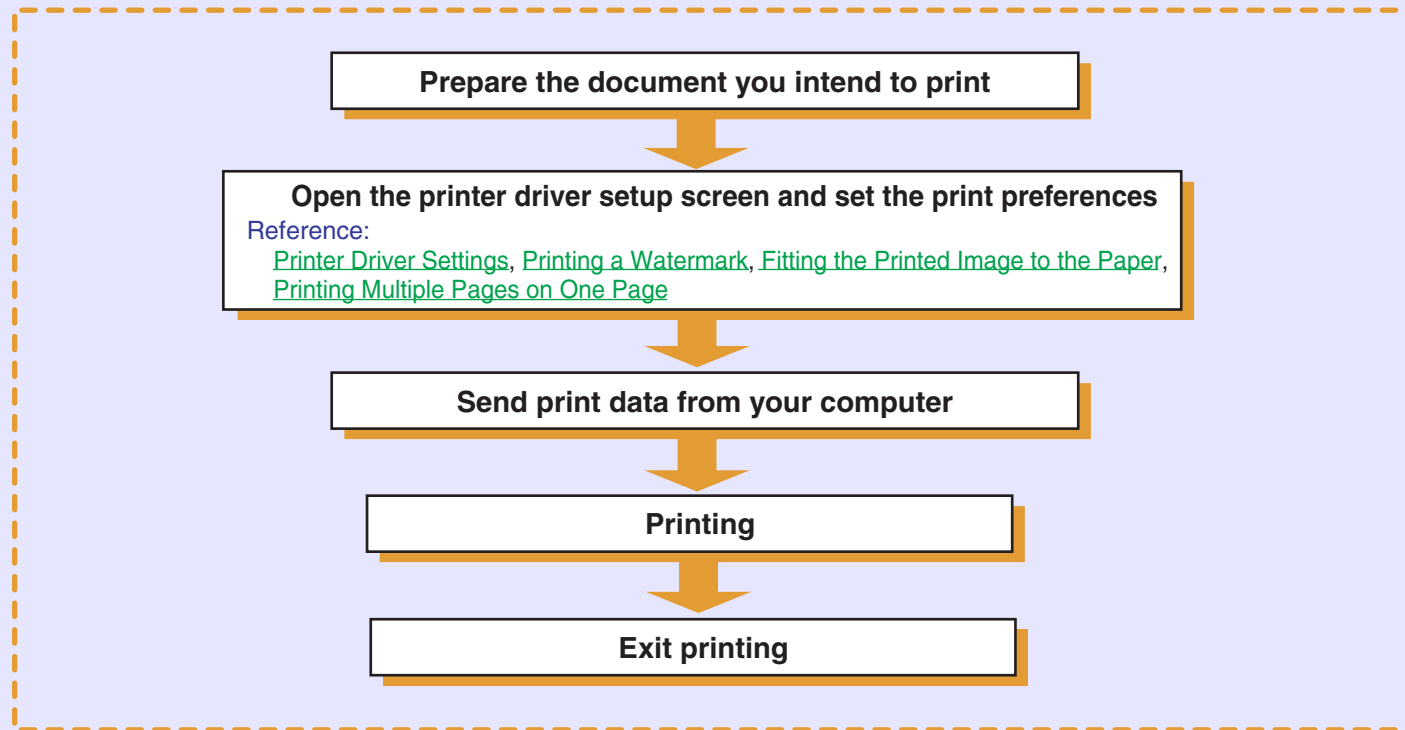 Prepare the document you intend to print
Open the printer driver setup screen and set the print preferences
Reference:
Printer Driver Settings, Printing a Watermark, Fitting the Printed Image to the Paper,
Printing Multiple Pages on One Page
Send print data from your computer
Printing
Exit printing